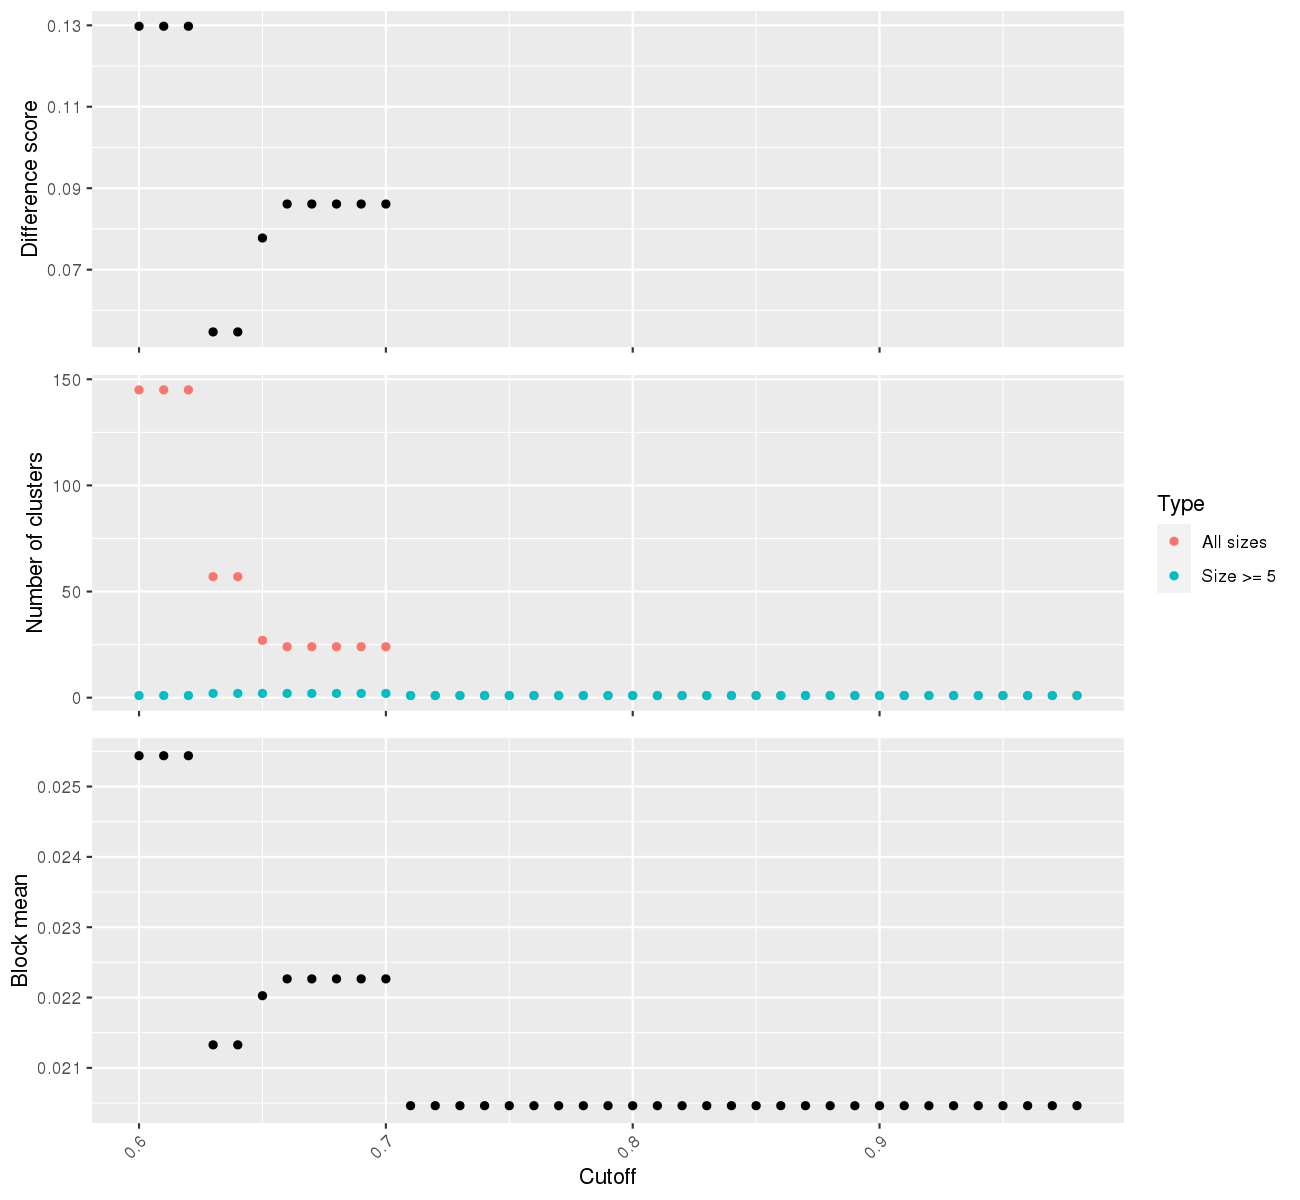 Difference score
0.13
0.11
0.09
0.07
Number of clusters
150
100
50
0
Type
All sizes
Size >= 5
Block mean
0.025
0.024
0.023
0.022
0.021
0.6
0.7
0.8
0.9
Cutoff